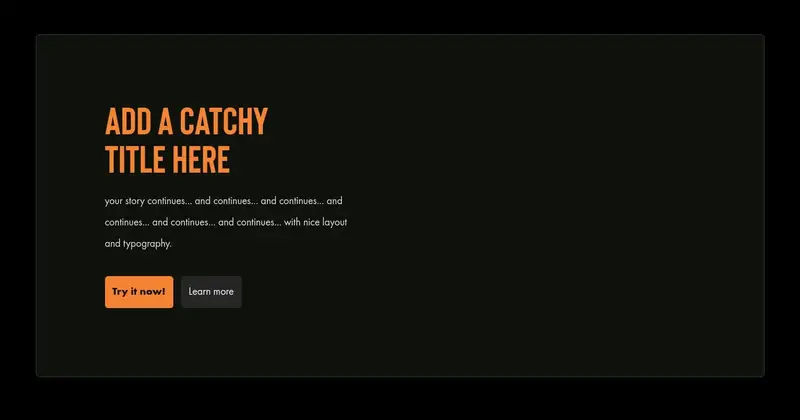 ADD A CATCHY
TITLE HERE
your story continues... and continues... and continues... and
continues... and continues... and continues... with nice layout
and typography.
Try it now!
Learn more